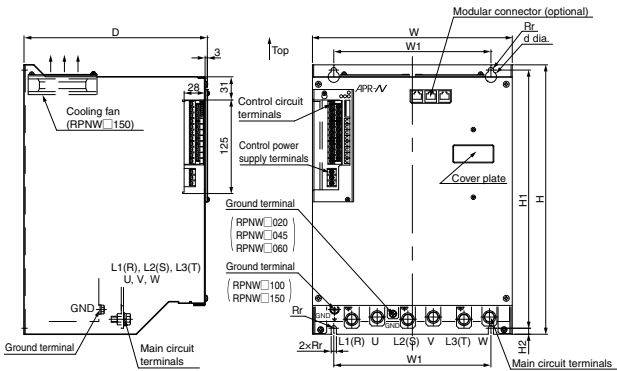 Modular connector (optional)
D
W
Rr
d dia.
W1
3
Top
28
31
125
APR-N
Cooling fan
(RPNW□150)
Control circuit
terminals
Control power
supply terminals
Cover plate
H1
H
Ground terminal
RPNW□020
RPNW□045
RPNW□060
Ground terminal
RPNW□100
RPNW□150
L1(R), L2(S), L3(T)
U, V, W
GND
GND
GND
Rr
2×Rr
L1(R) U L2(S) V L3(T) W
H2
W1
Ground terminal
Main circuit
terminals
Main circuit terminals